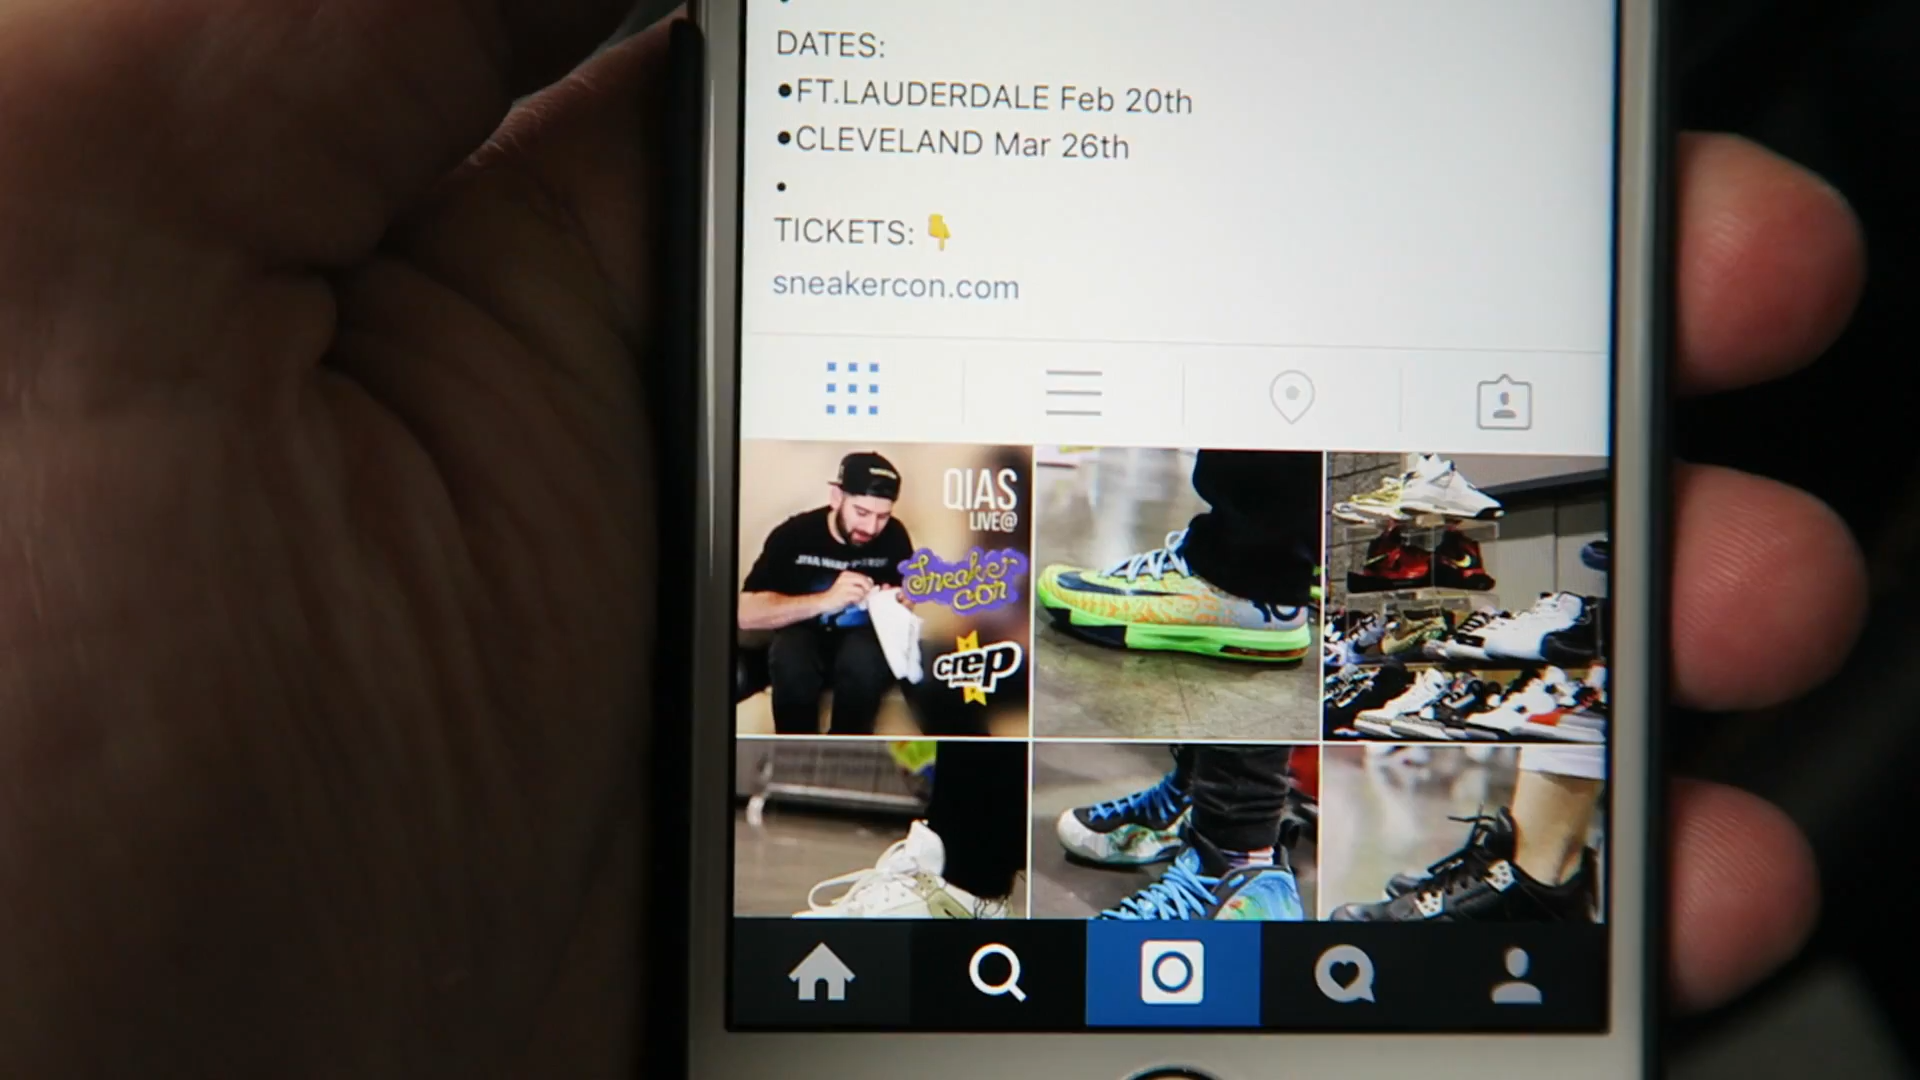 DATES:
•FT.LAUDERDALE Feb 20th
•CLEVELAND Mar 26th
•
TICKETS: 👇
sneakercon.com
QIAS
LIVE@
Sneaker
con
crep